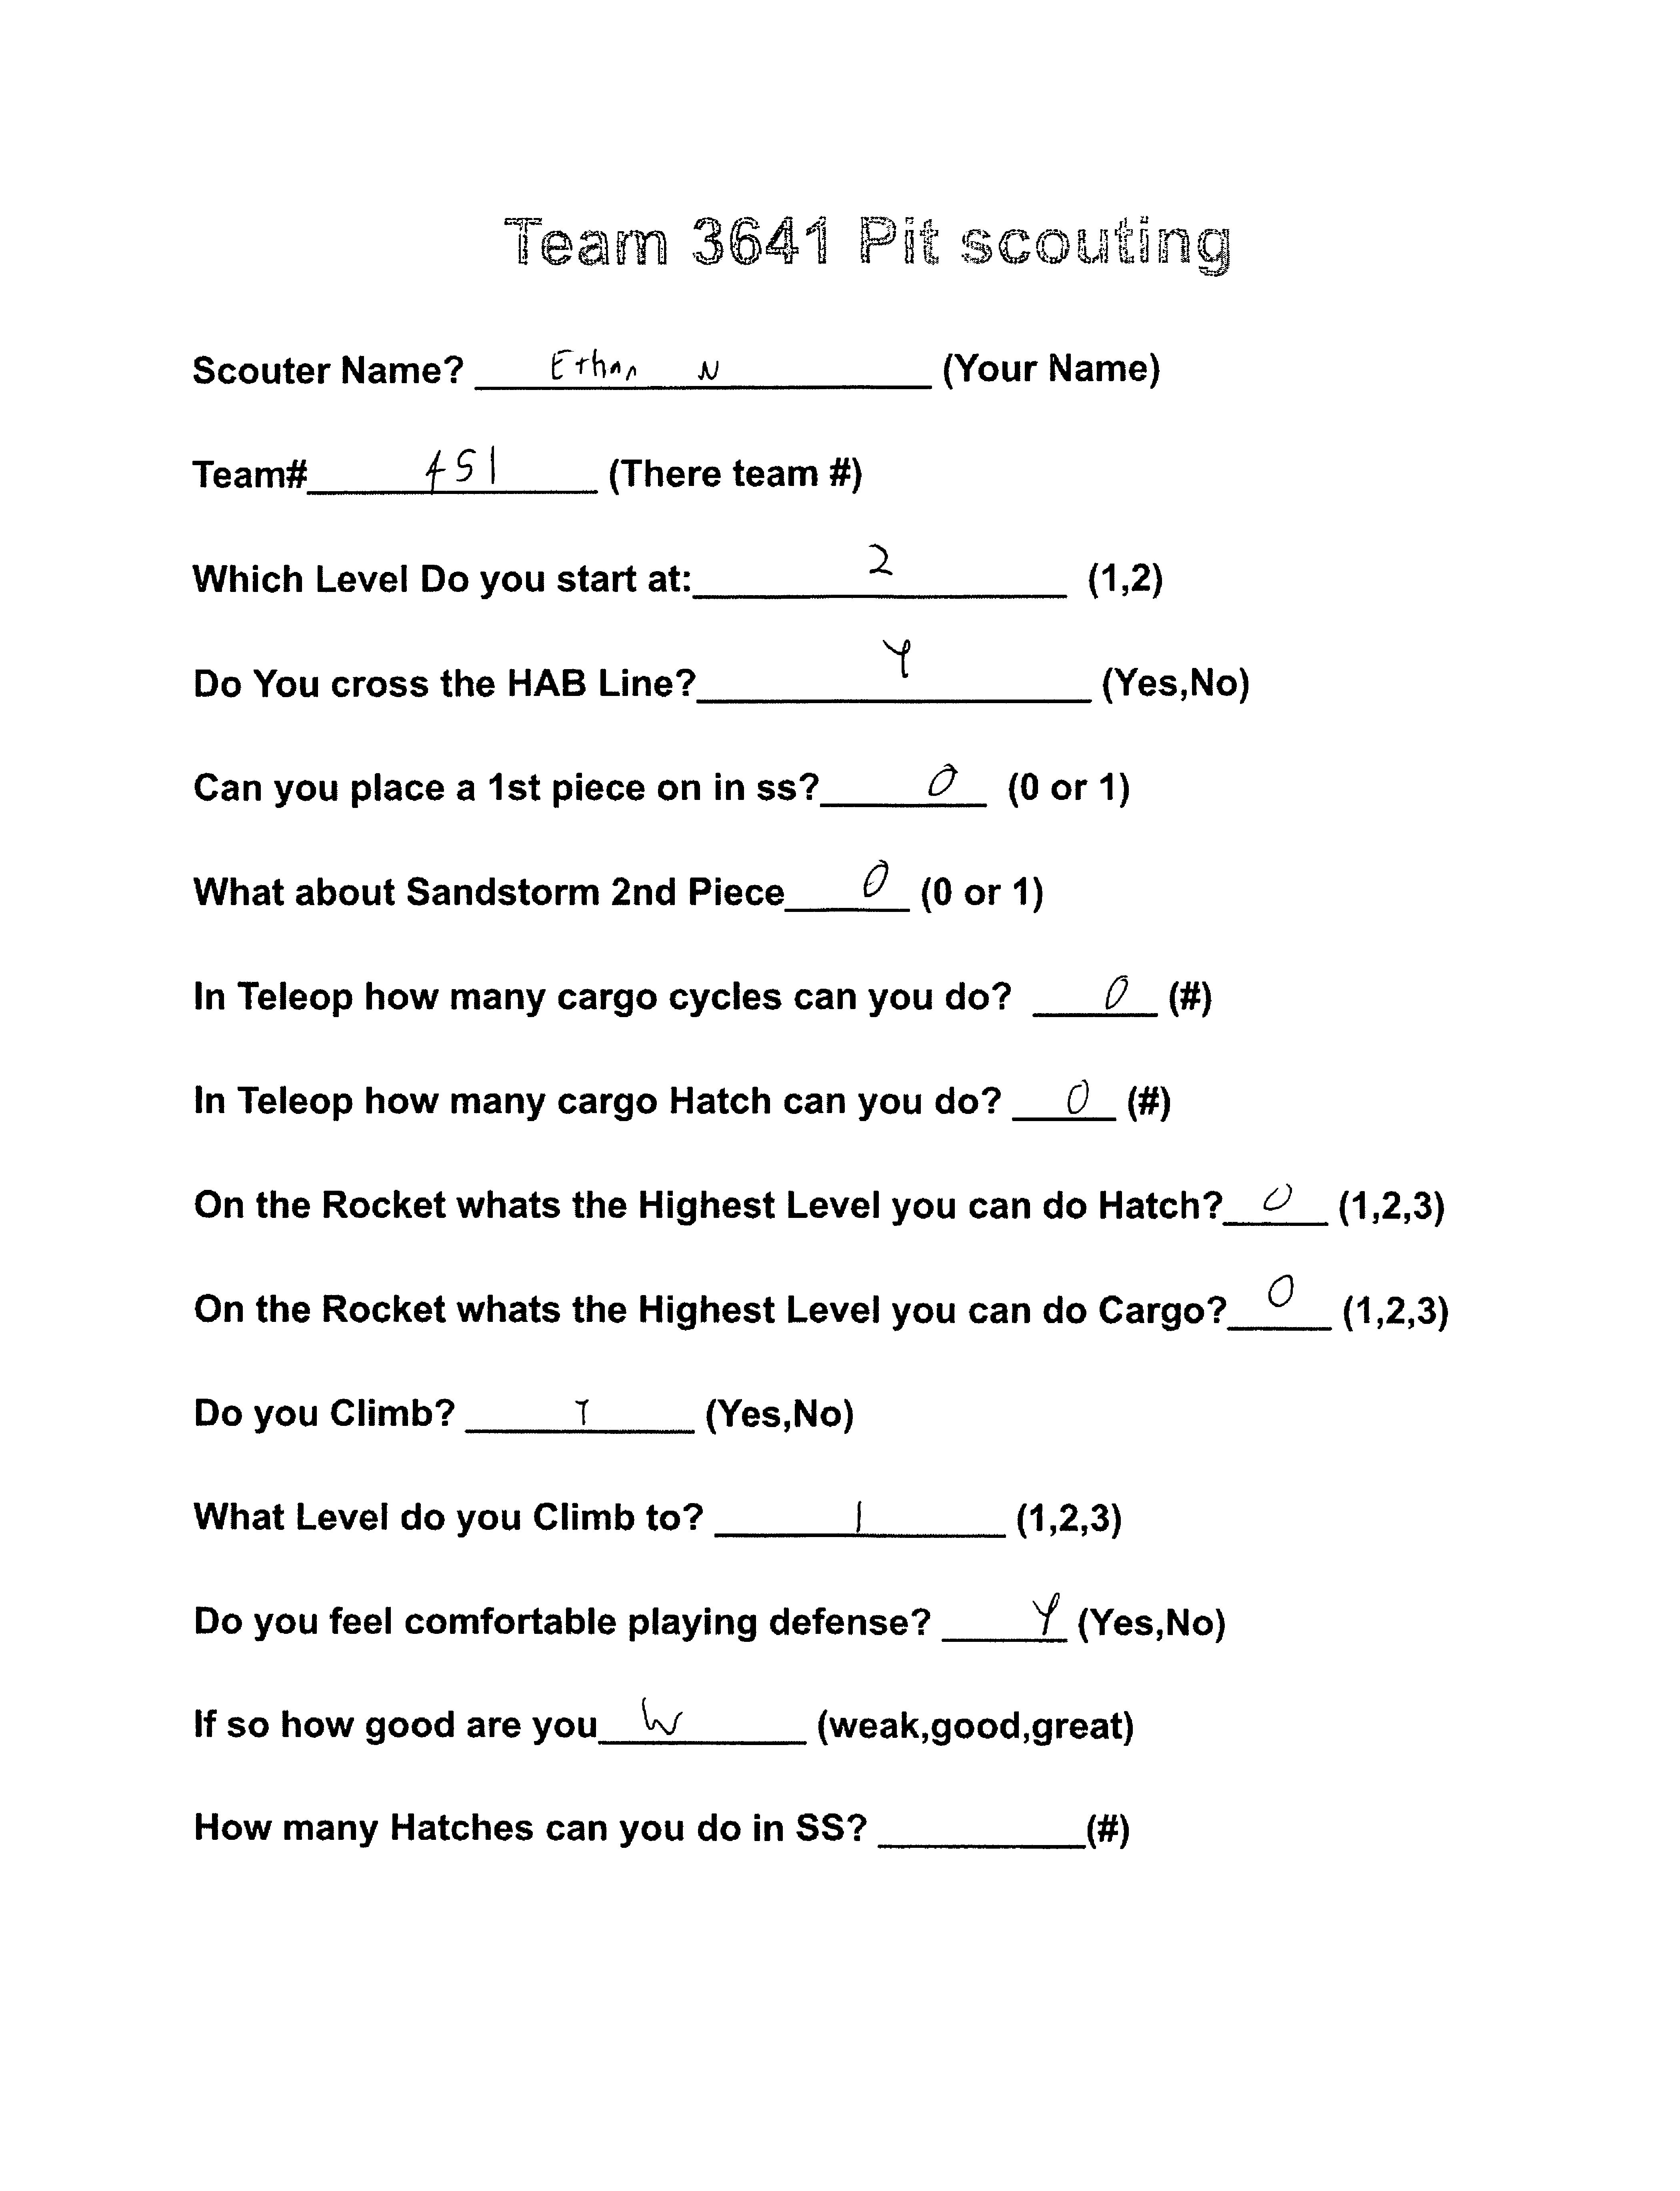 Team 3641 Pit scouting
Scouter Name? Ethan N (Your Name)
Team# 451 (There team #)
Which Level Do you start at: 2 (1,2)
Do You cross the HAB Line? Y (Yes,No)
Can you place a 1st piece on in ss? 0 (0 or 1)
What about Sandstorm 2nd Piece 0 (0 or 1)
In Teleop how many cargo cycles can you do? 0 (#)
In Teleop how many cargo Hatch can you do? 0 (#)
On the Rocket whats the Highest Level you can do Hatch? 0 (1,2,3)
On the Rocket whats the Highest Level you can do Cargo? 0 (1,2,3)
Do you Climb? Y (Yes,No)
What Level do you Climb to? 1 (1,2,3)
Do you feel comfortable playing defense? Y (Yes,No)
If so how good are you W (weak,good,great)
How many Hatches can you do in SS? (#)